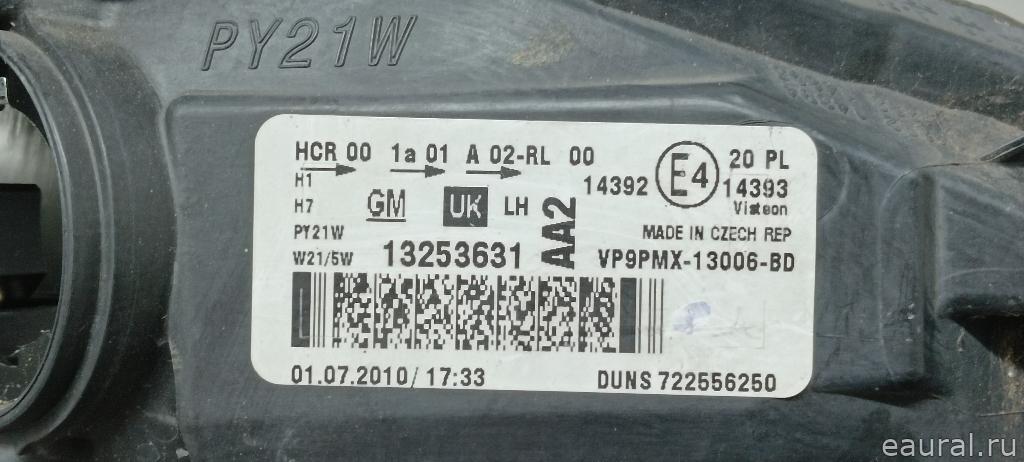 PY21W
HCR 00 1a 01 A 02-RL 00 20 PL
H1 14392 E4 14393
H7 GM UK LH AA2 Visteon
PY21W MADE IN CZECH REP
W21/5W 13253631 VP9PMX-13006-BD
01.07.2010/ 17:33 DUNS 722556250
eaural.ru